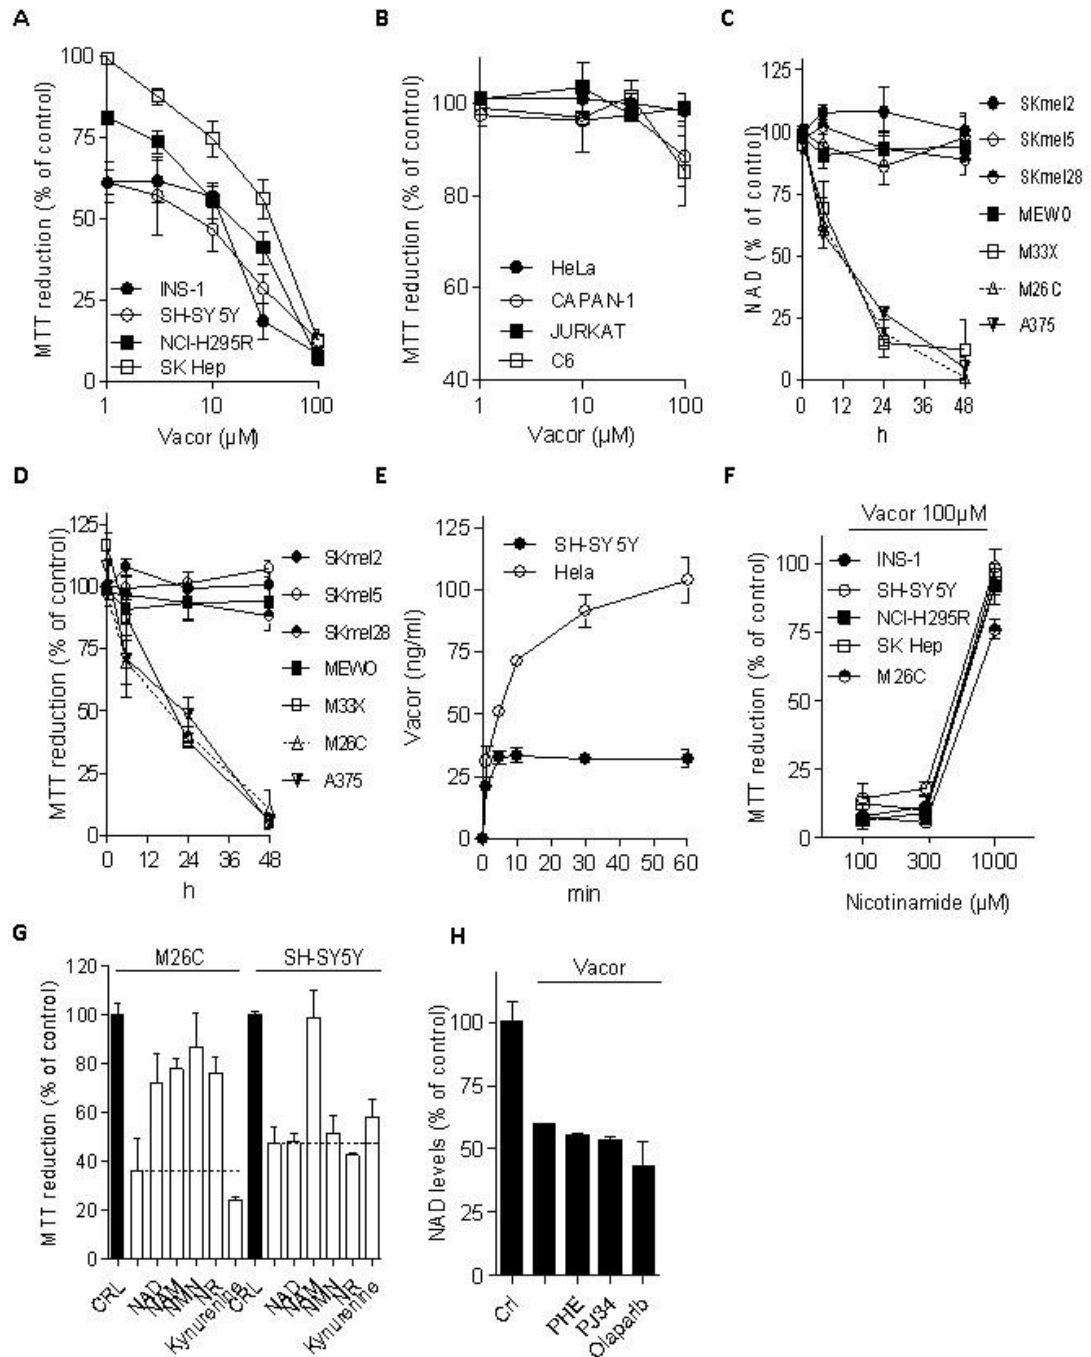 A
MTT reduction (% of control)
100
75
50
25
0
INS-1
SH-SY5Y
NCI-H295R
SK Hep
1
10
100
Vacor (µM)
B
MTT reduction (% of control)
100
80
60
40
HeLa
CAPAN-1
JURKAT
C6
1
10
100
Vacor (µM)
C
NAD (% of control)
125
100
75
50
25
0
SKmel2
SKmel5
SKmel28
MEWO
M33X
M26C
A375
0
12
24
36
48
h
D
MTT reduction (% of control)
125
100
75
50
25
0
SKmel2
SKmel5
SKmel28
MEWO
M33X
M26C
A375
0
12
24
36
48
h
E
Vacor (ng/ml)
125
100
75
50
25
0
SH-SY5Y
Hela
0
10
20
30
40
50
60
min
F
Vacor 100µM
MTT reduction (% of control)
100
75
50
25
0
INS-1
SH-SY5Y
NCI-H295R
SK Hep
M26C
100
300
1000
Nicotinamide (µM)
G
M26C
SH-SY5Y
MTT reduction (% of control)
120
100
80
60
40
20
0
CRL
NAD
NAM
NMN
NR
Kynurenine
CRL
NAD
NAM
NMN
NR
Kynurenine
H
Vacor
NAD levels (% of control)
100
75
50
25
0
Crl
PHE
PJ34
Olaparib